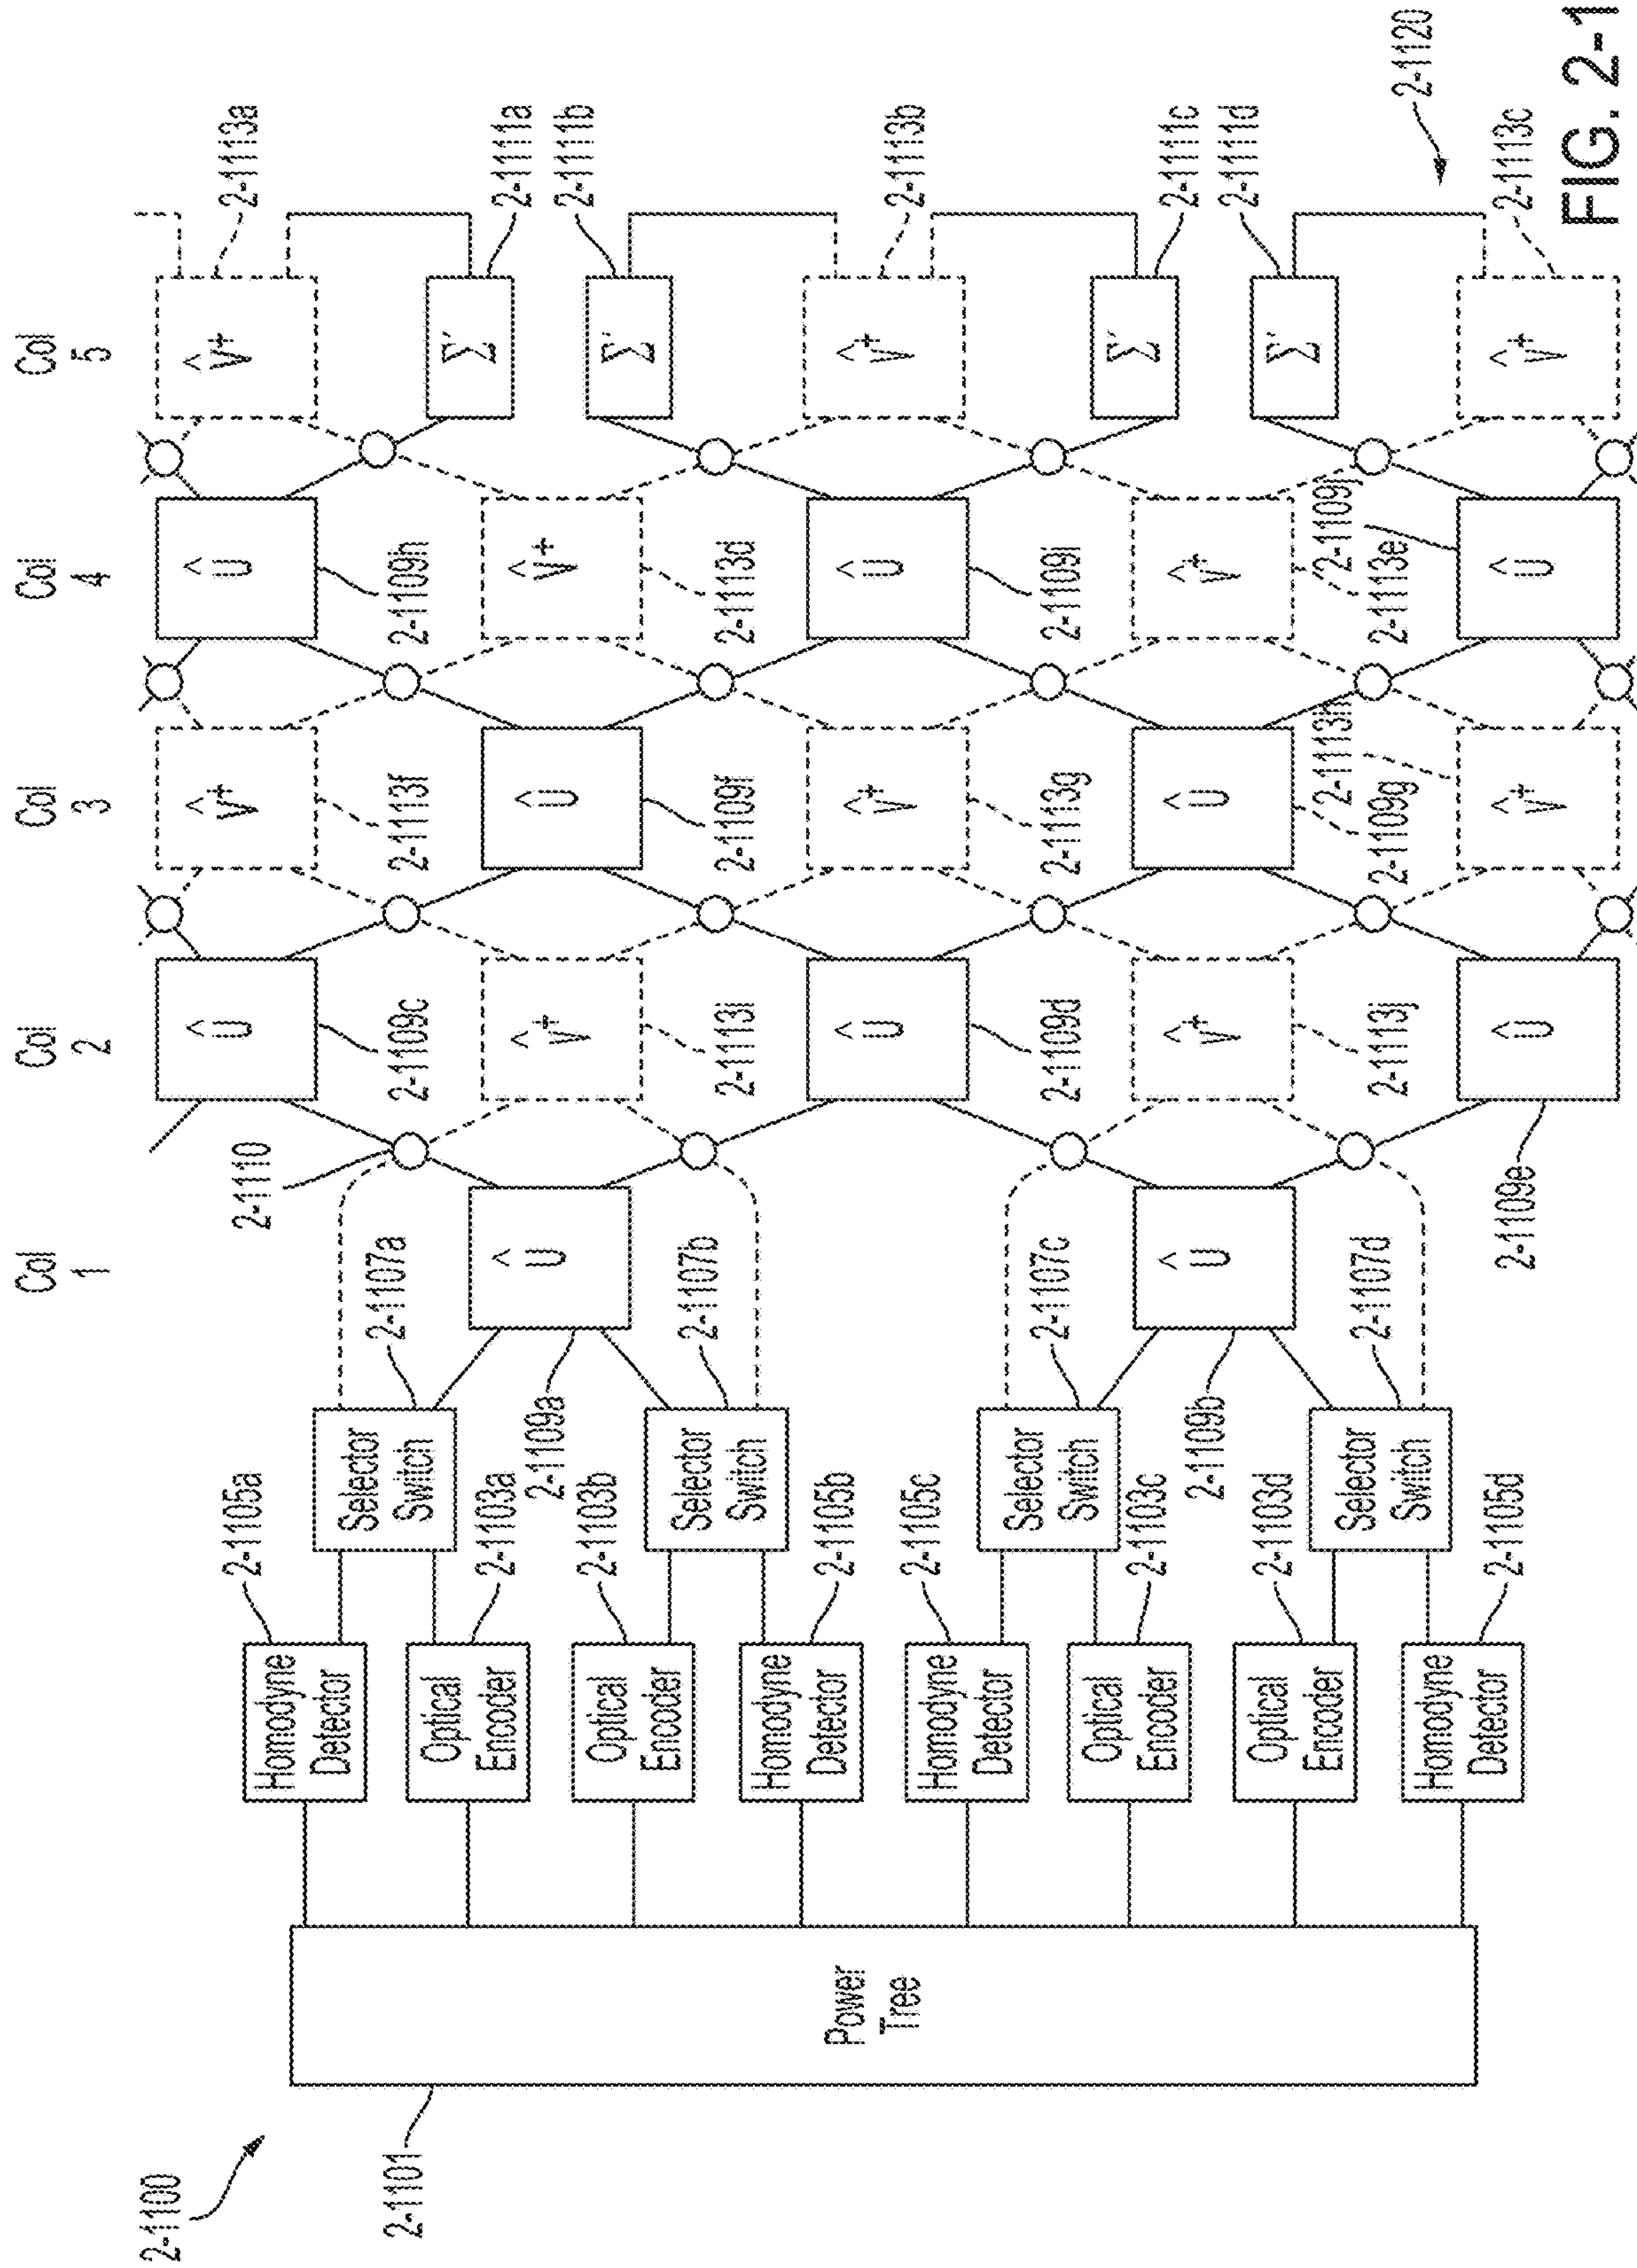 Col
1
Col
2
Col
3
Col
4
Col
5
2-1100
2-1101
Power
Tree
Homodyne
Detector
2-1105a
Optical
Encoder
2-1103a
Optical
Encoder
2-1103b
Homodyne
Detector
2-1105b
Homodyne
Detector
2-1105c
Optical
Encoder
2-1103c
Optical
Encoder
2-1103d
Homodyne
Detector
2-1105d
Selector
Switch
2-1107a
Selector
Switch
2-1107b
Selector
Switch
2-1107c
Selector
Switch
2-1107d
Û
2-1109a
Û
2-1109b
2-1110
Û
2-1109c
V̂+
2-1113i
Û
2-1109d
V̂+
2-1113j
Û
2-1109e
V̂+
2-1113f
Û
2-1109f
V̂+
2-1113g
Û
2-1109g
2-1113h
V̂+
Û
2-1109h
V̂+
2-1113d
Û
2-1109i
V̂+
2-1113e
2-1109j
Û
V̂+
2-1113a
Σ'
2-1111a
Σ'
2-1111b
V̂+
2-1113b
Σ'
2-1111c
Σ'
2-1111d
V̂+
2-1113c
2-1120
FIG. 2-1